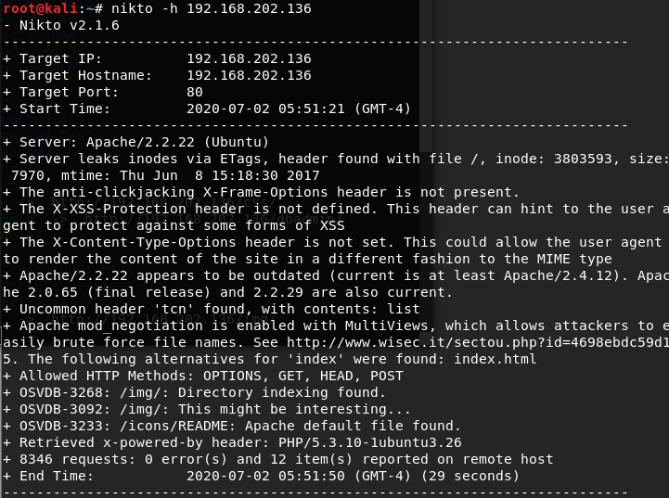 root@kali:~# nikto -h 192.168.202.136
- Nikto v2.1.6
---------------------------------------------------------------------------
+ Target IP:          192.168.202.136
+ Target Hostname:    192.168.202.136
+ Target Port:        80
+ Start Time:         2020-07-02 05:51:21 (GMT-4)
---------------------------------------------------------------------------
+ Server: Apache/2.2.22 (Ubuntu)
+ Server leaks inodes via ETags, header found with file /, inode: 3803593, size:
 7970, mtime: Thu Jun  8 15:18:30 2017
+ The anti-clickjacking X-Frame-Options header is not present.
+ The X-XSS-Protection header is not defined. This header can hint to the user a
gent to protect against some forms of XSS
+ The X-Content-Type-Options header is not set. This could allow the user agent
to render the content of the site in a different fashion to the MIME type
+ Apache/2.2.22 appears to be outdated (current is at least Apache/2.4.12). Apac
he 2.0.65 (final release) and 2.2.29 are also current.
+ Uncommon header 'tcn' found, with contents: list
+ Apache mod_negotiation is enabled with MultiViews, which allows attackers to e
asily brute force file names. See http://www.wisec.it/sectou.php?id=4698ebdc59d1
5. The following alternatives for 'index' were found: index.html
+ Allowed HTTP Methods: OPTIONS, GET, HEAD, POST
+ OSVDB-3268: /img/: Directory indexing found.
+ OSVDB-3092: /img/: This might be interesting...
+ OSVDB-3233: /icons/README: Apache default file found.
+ Retrieved x-powered-by header: PHP/5.3.10-1ubuntu3.26
+ 8346 requests: 0 error(s) and 12 item(s) reported on remote host
+ End Time:           2020-07-02 05:51:50 (GMT-4) (29 seconds)
---------------------------------------------------------------------------